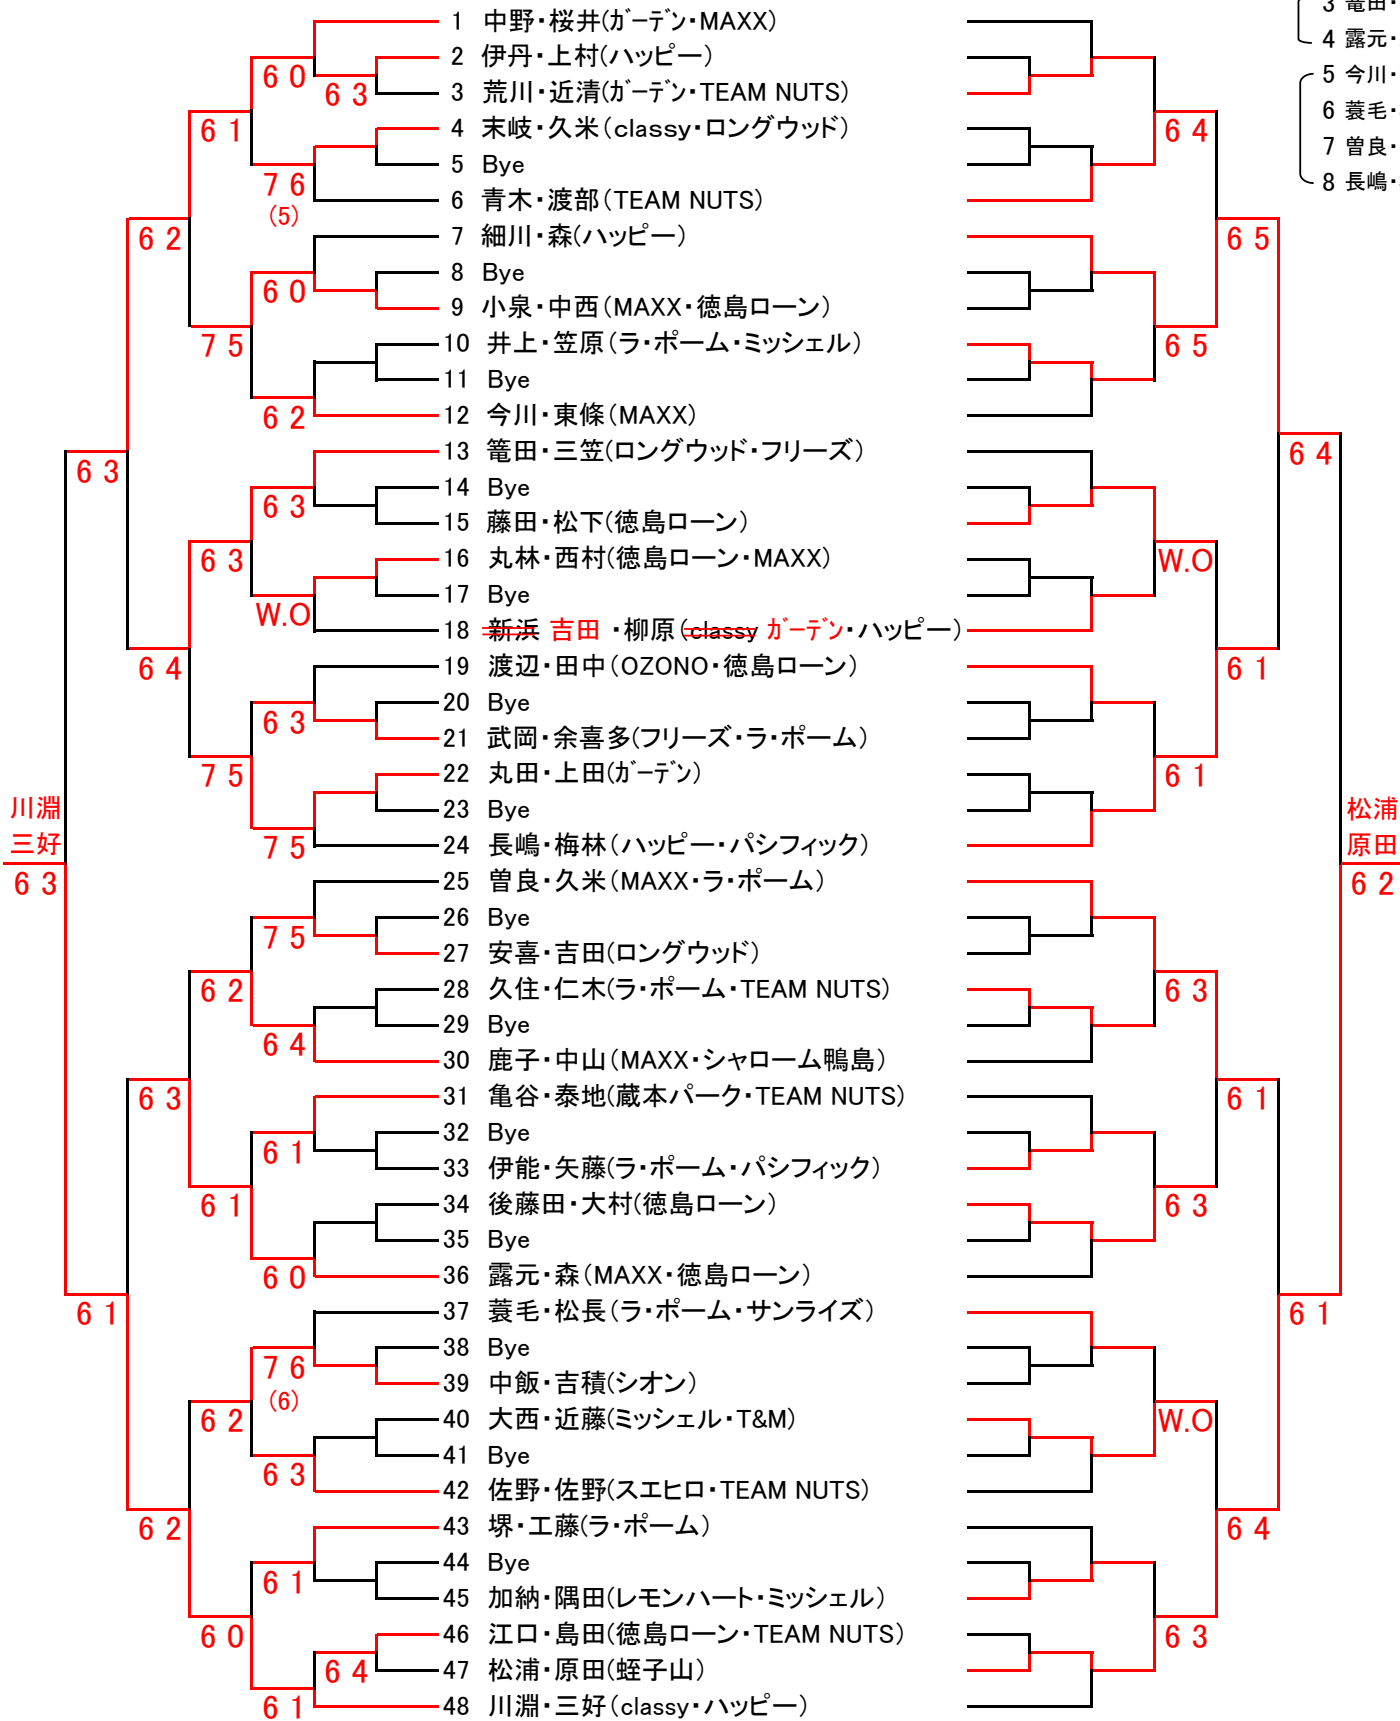 1 中野・桜井(ｶﾞｰﾃﾞﾝ・MAXX)
2 伊丹・上村(ハッピー)
3 荒川・近清(ｶﾞｰﾃﾞﾝ・TEAM NUTS)
4 末岐・久米(classy・ロングウッド)
5 Bye
6 青木・渡部(TEAM NUTS)
7 細川・森(ハッピー)
8 Bye
9 小泉・中西(MAXX・徳島ローン)
10 井上・笠原(ラ・ポーム・ミッシェル)
11 Bye
12 今川・東條(MAXX)
13 篭田・三笠(ロングウッド・フリーズ)
14 Bye
15 藤田・松下(徳島ローン)
16 丸林・西村(徳島ローン・MAXX)
17 Bye
18 新浜 吉田 ・柳原(classy ｶﾞｰﾃﾞﾝ・ハッピー)
19 渡辺・田中(OZONO・徳島ローン)
20 Bye
21 武岡・余喜多(フリーズ・ラ・ポーム)
22 丸田・上田(ｶﾞｰﾃﾞﾝ)
23 Bye
24 長嶋・梅林(ハッピー・パシフィック)
25 曽良・久米(MAXX・ラ・ポーム)
26 Bye
27 安喜・吉田(ロングウッド)
28 久住・仁木(ラ・ポーム・TEAM NUTS)
29 Bye
30 鹿子・中山(MAXX・シャローム鴨島)
31 亀谷・泰地(蔵本パーク・TEAM NUTS)
32 Bye
33 伊能・矢藤(ラ・ポーム・パシフィック)
34 後藤田・大村(徳島ローン)
35 Bye
36 露元・森(MAXX・徳島ローン)
37 蓑毛・松長(ラ・ポーム・サンライズ)
38 Bye
39 中飯・吉積(シオン)
40 大西・近藤(ミッシェル・T&M)
41 Bye
42 佐野・佐野(スエヒロ・TEAM NUTS)
43 堺・工藤(ラ・ポーム)
44 Bye
45 加納・隅田(レモンハート・ミッシェル)
46 江口・島田(徳島ローン・TEAM NUTS)
47 松浦・原田(蛭子山)
48 川淵・三好(classy・ハッピー)
6 0
6 3
6 1
7 6
(5)
6 2
6 0
7 5
6 2
6 3
6 3
6 3
W.O
6 4
6 3
7 5
7 5
川淵
三好
6 3
7 5
6 2
6 4
6 3
6 1
6 1
6 0
6 1
7 6
(6)
6 2
6 3
6 2
6 1
6 0
6 4
6 1
6 4
6 5
6 5
6 4
W.O
6 1
6 1
松浦
原田
6 2
6 3
6 1
6 3
6 1
W.O
6 4
6 3
3 篭田・
4 露元・
5 今川・
6 蓑毛・
7 曽良・
8 長嶋・